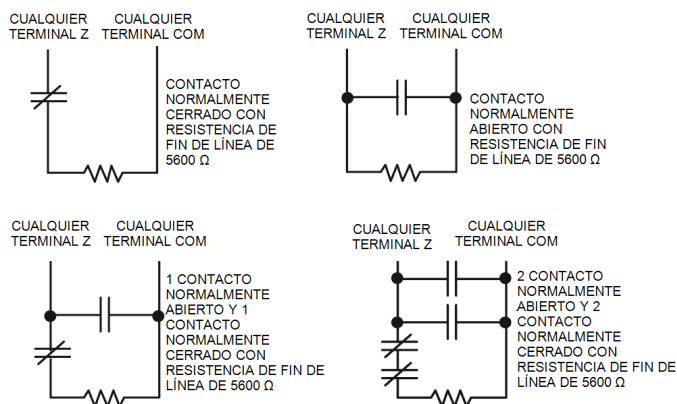 CUALQUIER
TERMINAL Z
CUALQUIER
TERMINAL COM
CONTACTO
NORMALMENTE
CERRADO CON
RESISTENCIA DE
FIN DE LÍNEA DE
5600 Ω
CUALQUIER
TERMINAL Z
CUALQUIER
TERMINAL COM
CONTACTO
NORMALMENTE
ABIERTO CON
RESISTENCIA DE FIN
DE LÍNEA DE 5600 Ω
CUALQUIER
TERMINAL Z
CUALQUIER
TERMINAL COM
1 CONTACTO
NORMALMENTE
ABIERTO Y 1
CONTACTO
NORMALMENTE
CERRADO CON
RESISTENCIA DE FIN DE
LÍNEA DE 5600 Ω
CUALQUIER
TERMINAL Z
CUALQUIER
TERMINAL COM
2 CONTACTO
NORMALMENTE
ABIERTO Y 2
CONTACTO
NORMALMENTE
CERRADO CON
RESISTENCIA DE FIN DE
LÍNEA DE 5600 Ω